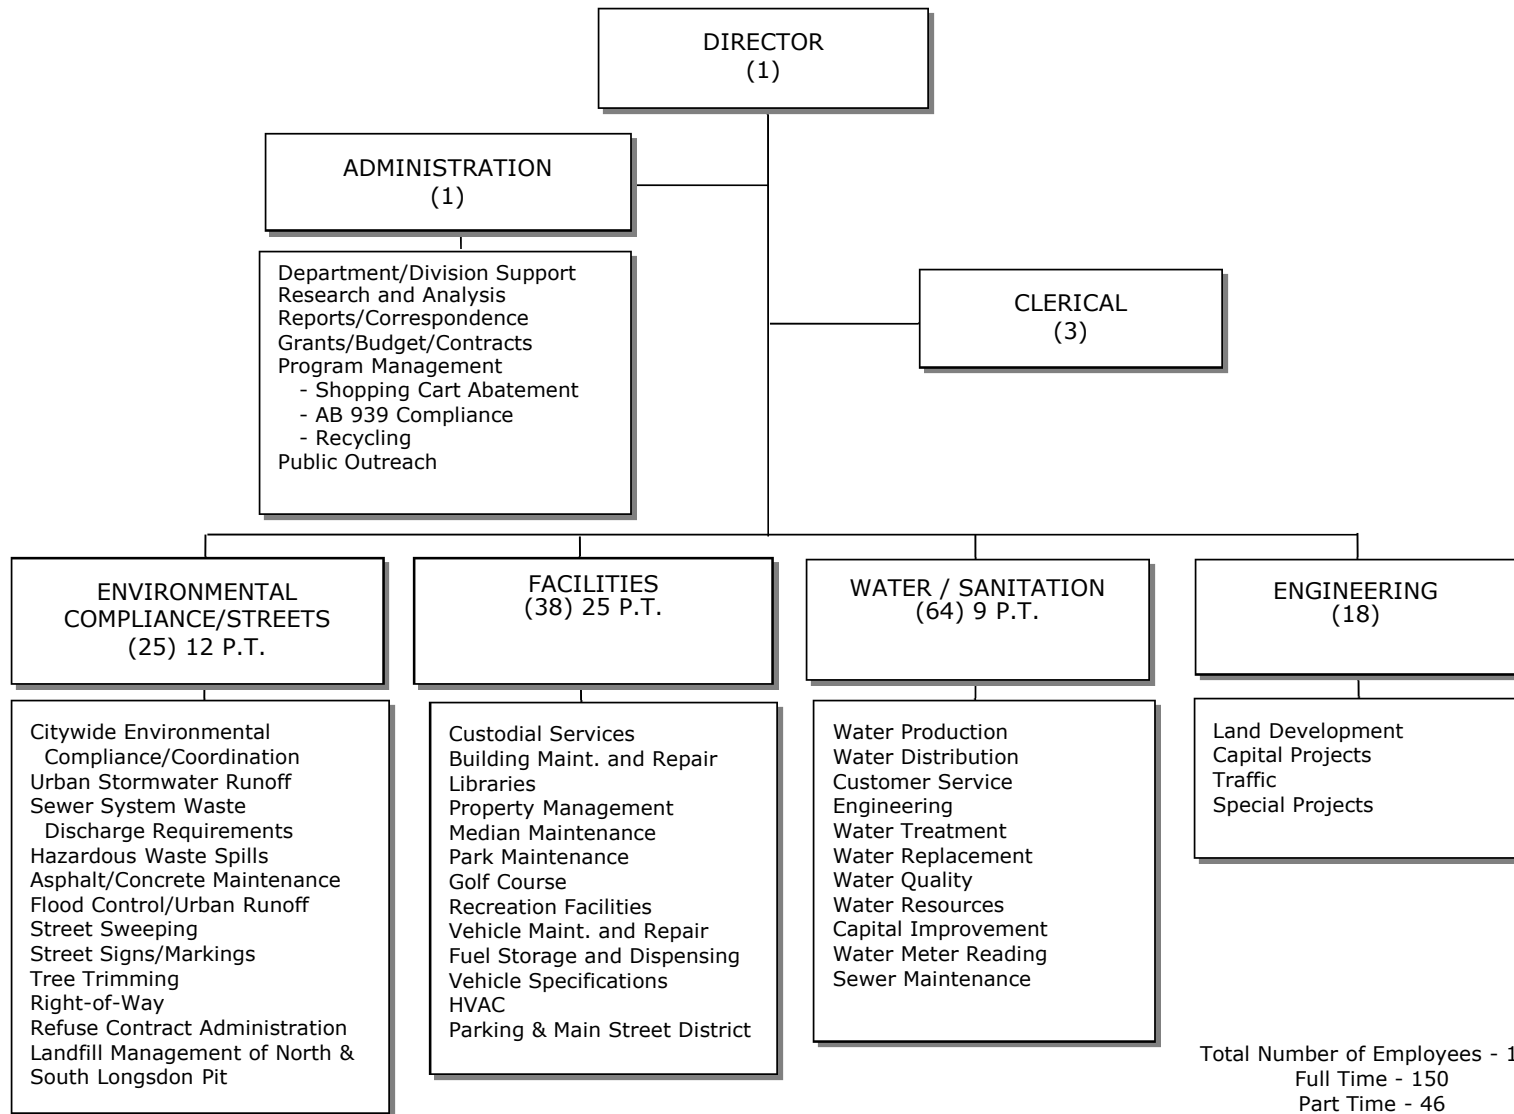 DIRECTOR
(1)
ADMINISTRATION
(1)
Department/Division Support
Research and Analysis
Reports/Correspondence
Grants/Budget/Contracts
Program Management
- Shopping Cart Abatement
- AB 939 Compliance
- Recycling
Public Outreach
CLERICAL
(3)
ENVIRONMENTAL
COMPLIANCE/STREETS
(25) 12 P.T.
Citywide Environmental
Compliance/Coordination
Urban Stormwater Runoff
Sewer System Waste
Discharge Requirements
Hazardous Waste Spills
Asphalt/Concrete Maintenance
Flood Control/Urban Runoff
Street Sweeping
Street Signs/Markings
Tree Trimming
Right-of-Way
Refuse Contract Administration
Landfill Management of North &
South Longsdon Pit
FACILITIES
(38) 25 P.T.
Custodial Services
Building Maint. and Repair
Libraries
Property Management
Median Maintenance
Park Maintenance
Golf Course
Recreation Facilities
Vehicle Maint. and Repair
Fuel Storage and Dispensing
Vehicle Specifications
HVAC
Parking & Main Street District
WATER / SANITATION
(64) 9 P.T.
Water Production
Water Distribution
Customer Service
Engineering
Water Treatment
Water Replacement
Water Quality
Water Resources
Capital Improvement
Water Meter Reading
Sewer Maintenance
ENGINEERING
(18)
Land Development
Capital Projects
Traffic
Special Projects
Total Number of Employees -
Full Time - 150
Part Time - 46